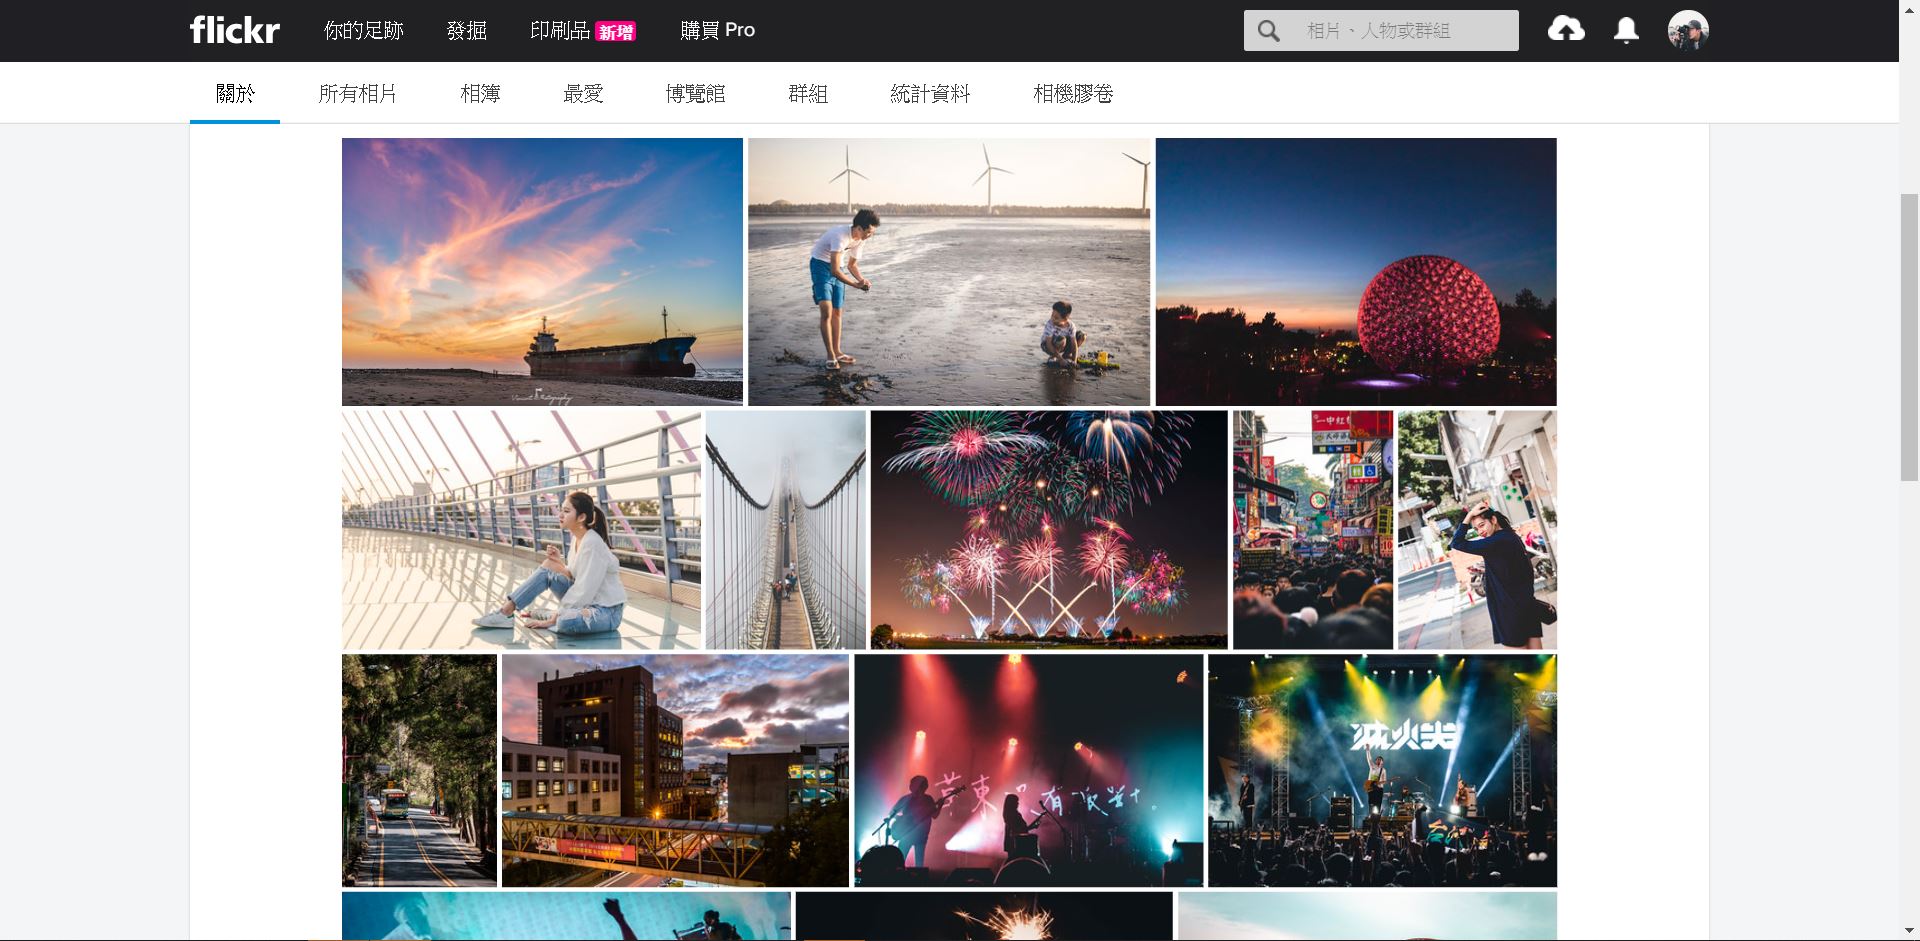 flickr
你的足跡
發掘
印刷品 新增
購買 Pro
相片、人物或群組
關於
所有相片
相簿
最愛
博覽館
群組
統計資料
相機膠卷
滅火器